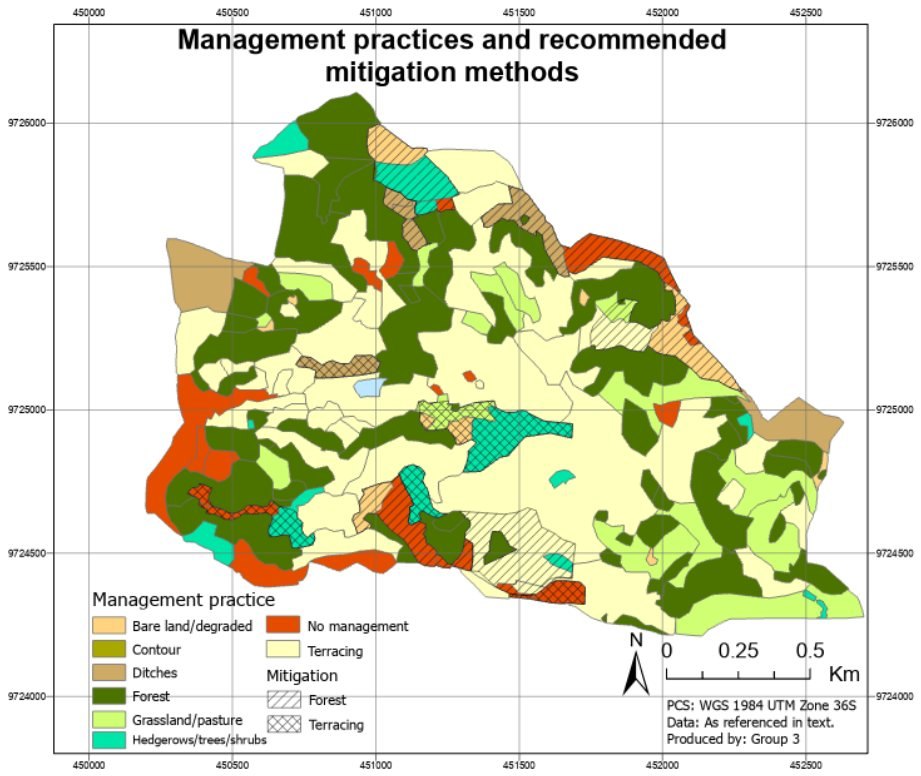 450000 450500 451000 451500 452000 452500
Management practices and recommended
mitigation methods
9726000 9726000
9725500 9725500
9725000 9725000
9724500 9724500
Management practice
Bare land/degraded
Contour
Ditches
Forest
Grassland/pasture
Hedgerows/trees/shrubs
No management
Terracing
Mitigation
Forest
Terracing
N
0 0.25 0.5
Km
9724000 9724000
PCS: WGS 1984 UTM Zone 36S
Data: As referenced in text.
Produced by: Group 3
450000 450500 451000 451500 452000 452500